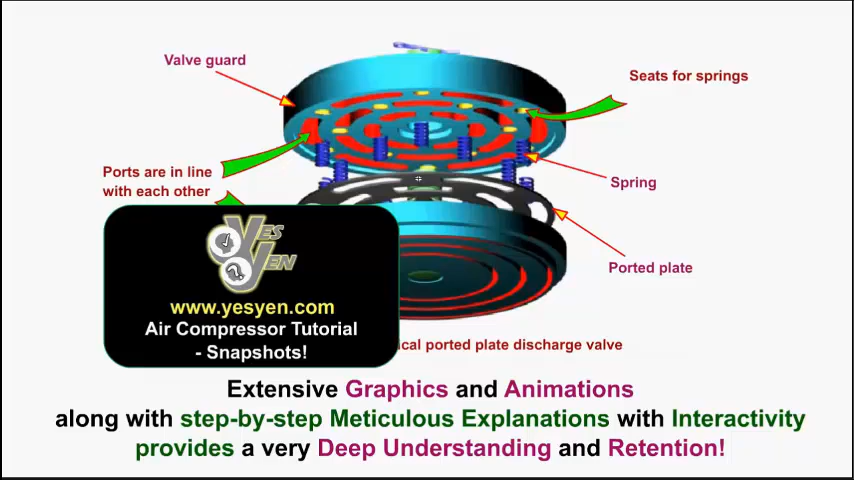 Valve guard
Seats for springs
Ports are in line
with each other
Spring
Ported plate
YES
YEN
www.yesyen.com
Air Compressor Tutorial
- Snapshots!
ported plate discharge valve
Extensive Graphics and Animations
along with step-by-step Meticulous Explanations with Interactivity
provides a very Deep Understanding and Retention!